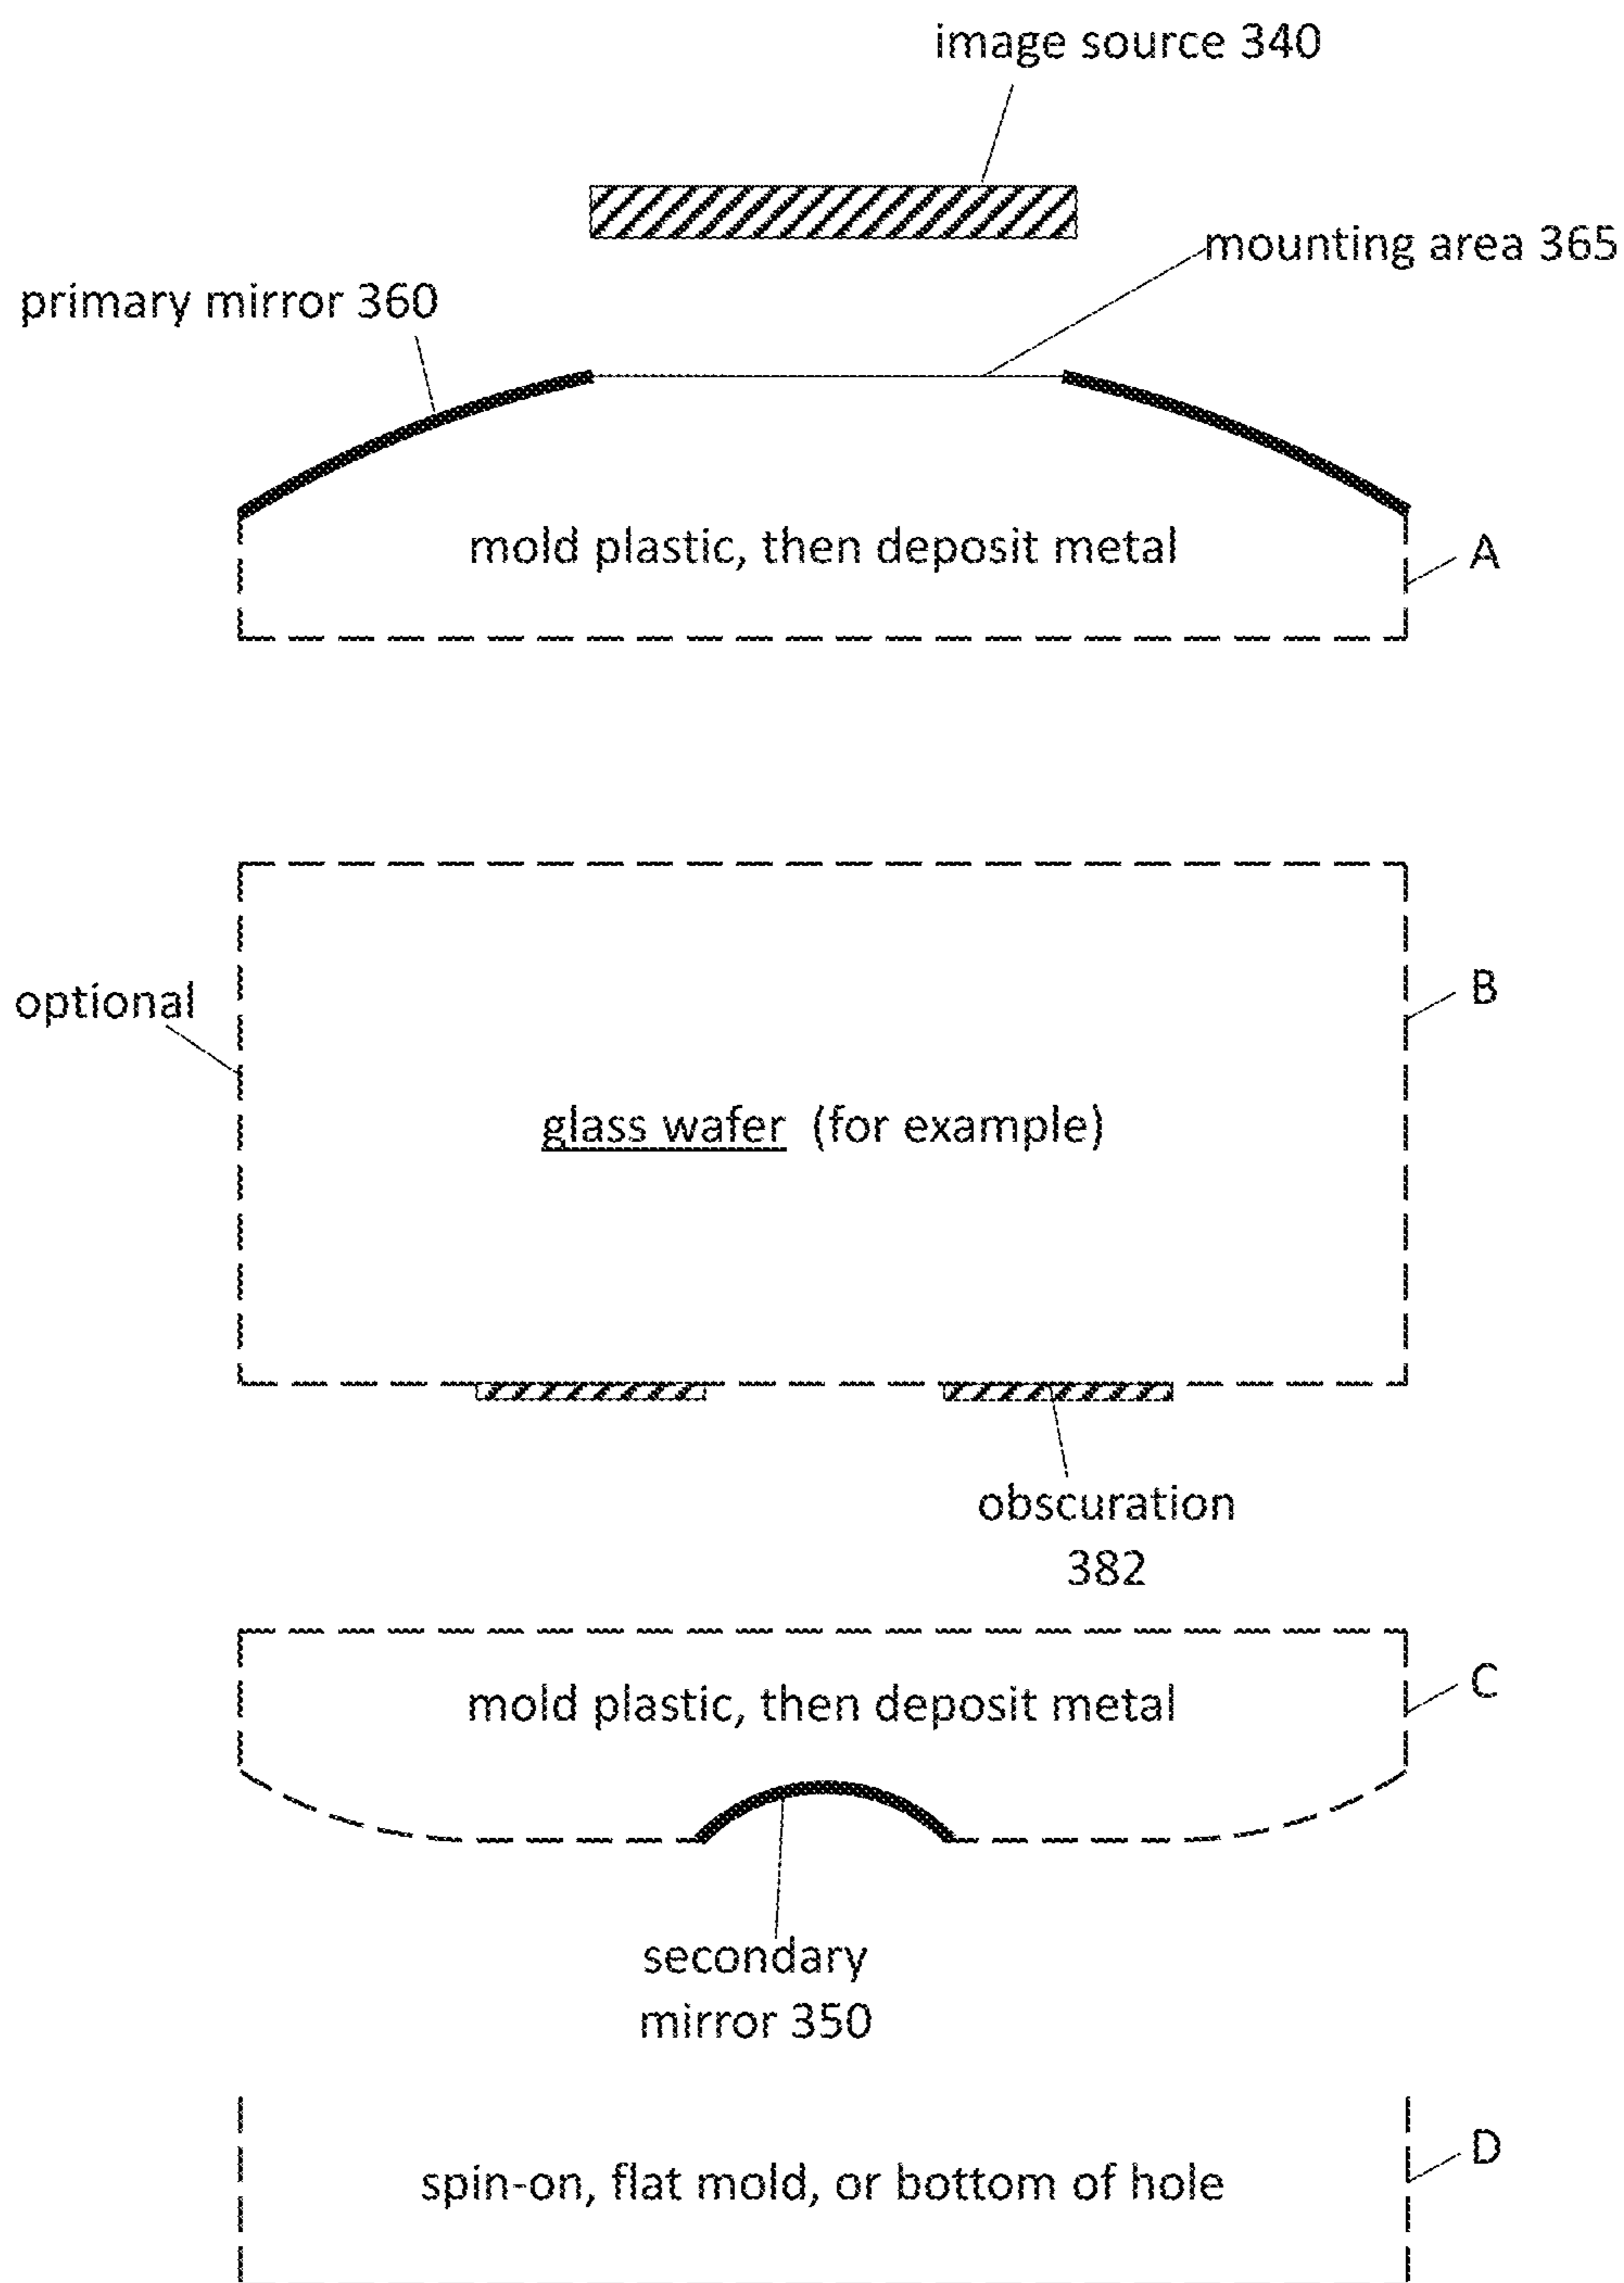 image source 340
mounting area 365
primary mirror 360
mold plastic, then deposit metal
A
B
optional
glass wafer (for example)
obscuration
382
C
mold plastic, then deposit metal
secondary
mirror 350
D
spin-on, flat mold, or bottom of hole